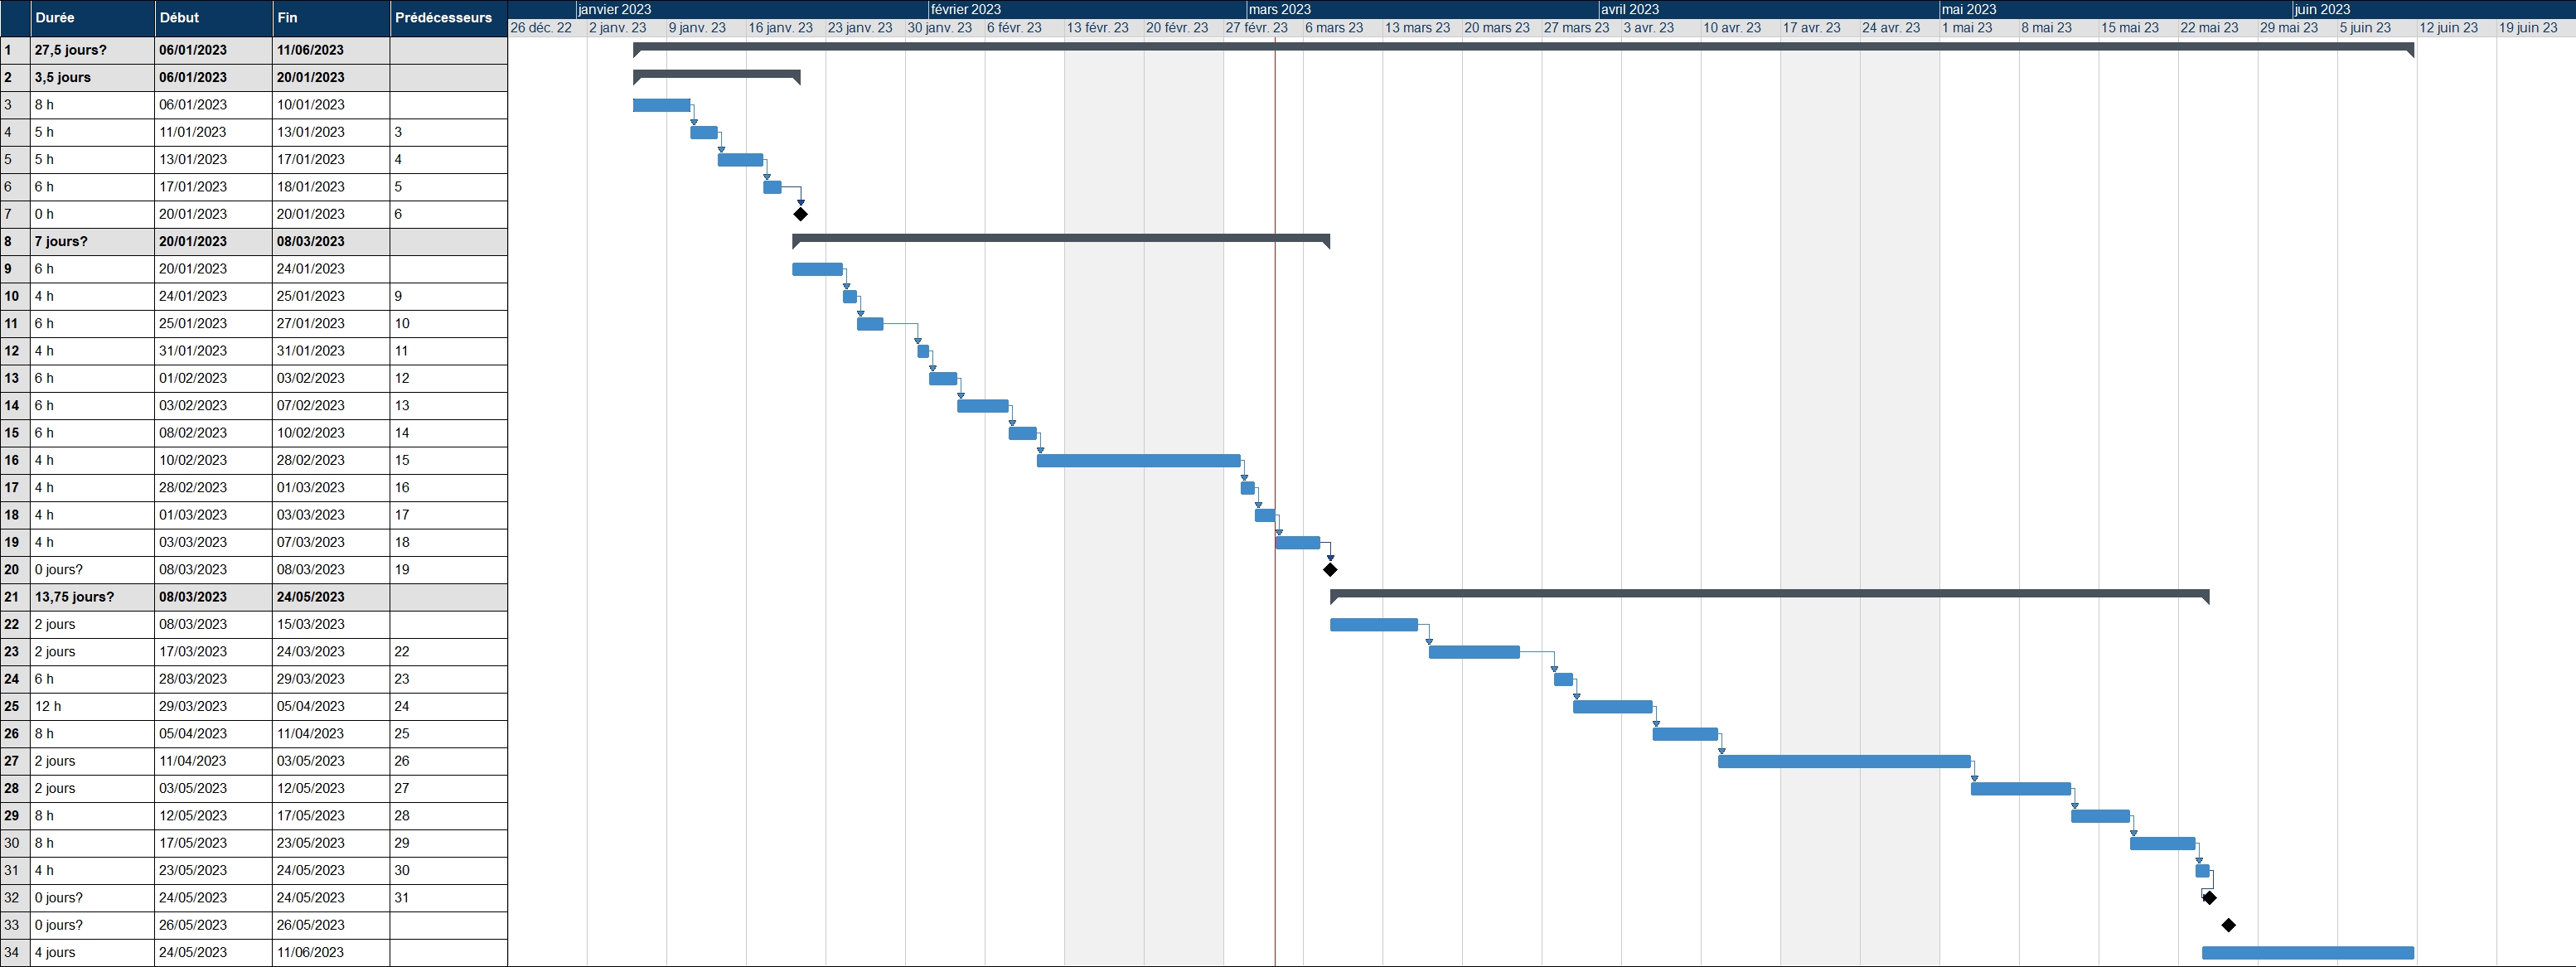 Durée Début Fin Prédécesseurs
janvier 2023 février 2023 mars 2023 avril 2023 mai 2023 juin 2023
26 déc. 22 2 janv. 23 9 janv. 23 16 janv. 23 23 janv. 23 30 janv. 23 6 févr. 23 13 févr. 23 20 févr. 23 27 févr. 23 6 mars 23 13 mars 23 20 mars 23 27 mars 23 3 avr. 23 10 avr. 23 17 avr. 23 24 avr. 23 1 mai 23 8 mai 23 15 mai 23 22 mai 23 29 mai 23 5 juin 23 12 juin 23 19 juin 23
1 27,5 jours? 06/01/2023 11/06/2023
2 3,5 jours 06/01/2023 20/01/2023
3 8 h 06/01/2023 10/01/2023
4 5 h 11/01/2023 13/01/2023 3
5 5 h 13/01/2023 17/01/2023 4
6 6 h 17/01/2023 18/01/2023 5
7 0 h 20/01/2023 20/01/2023 6
8 7 jours? 20/01/2023 08/03/2023
9 6 h 20/01/2023 24/01/2023
10 4 h 24/01/2023 25/01/2023 9
11 6 h 25/01/2023 27/01/2023 10
12 4 h 31/01/2023 31/01/2023 11
13 6 h 01/02/2023 03/02/2023 12
14 6 h 03/02/2023 07/02/2023 13
15 6 h 08/02/2023 10/02/2023 14
16 4 h 10/02/2023 28/02/2023 15
17 4 h 28/02/2023 01/03/2023 16
18 4 h 01/03/2023 03/03/2023 17
19 4 h 03/03/2023 07/03/2023 18
20 0 jours? 08/03/2023 08/03/2023 19
21 13,75 jours? 08/03/2023 24/05/2023
22 2 jours 08/03/2023 15/03/2023
23 2 jours 17/03/2023 24/03/2023 22
24 6 h 28/03/2023 29/03/2023 23
25 12 h 29/03/2023 05/04/2023 24
26 8 h 05/04/2023 11/04/2023 25
27 2 jours 11/04/2023 03/05/2023 26
28 2 jours 03/05/2023 12/05/2023 27
29 8 h 12/05/2023 17/05/2023 28
30 8 h 17/05/2023 23/05/2023 29
31 4 h 23/05/2023 24/05/2023 30
32 0 jours? 24/05/2023 24/05/2023 31
33 0 jours? 26/05/2023 26/05/2023
34 4 jours 24/05/2023 11/06/2023